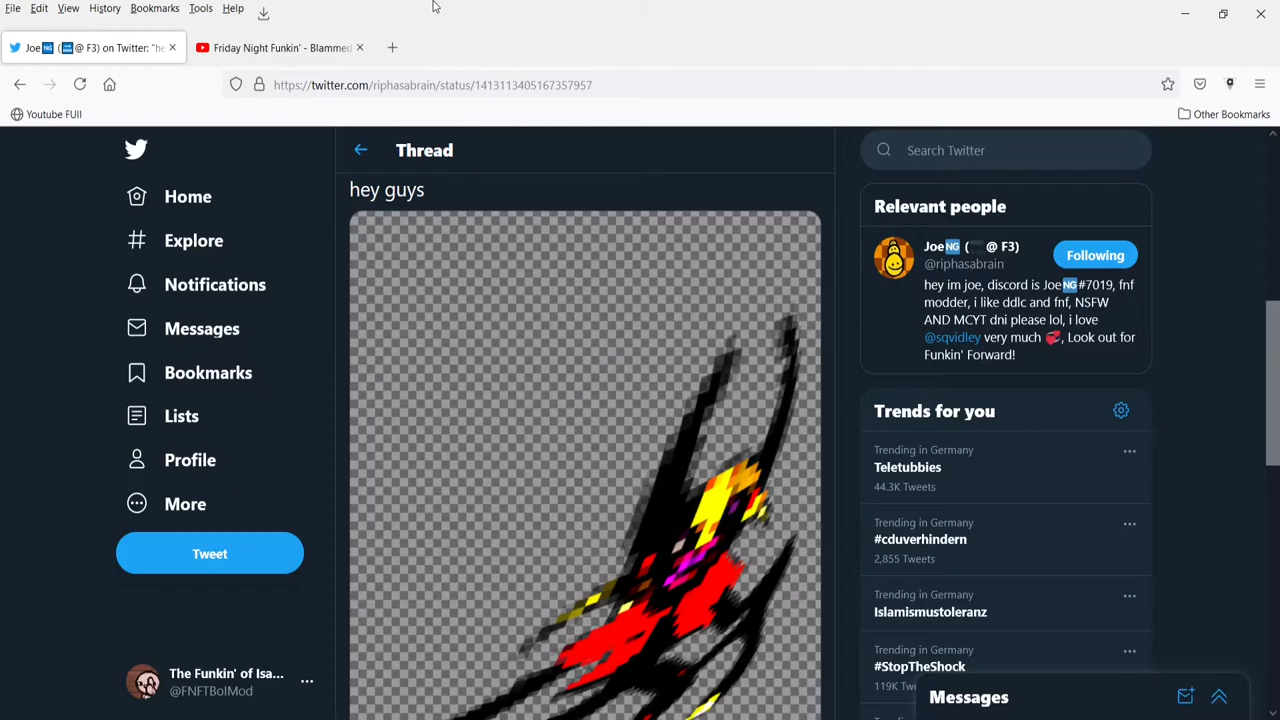 File Edit View History Bookmarks Tools Help
Joe🆖 (🔜@ F3) on Twitter: "he
Friday Night Funkin' - Blammed
https://twitter.com/riphasabrain/status/1413113405167357957
Youtube FUll
Other Bookmarks
Home
Explore
Notifications
Messages
Bookmarks
Lists
Profile
More
Tweet
The Funkin' of Isa...
@FNFTBoIMod
Thread
hey guys
Search Twitter
Relevant people
Joe🆖 (🔜@ F3)
@riphasabrain
Following
hey im joe, discord is Joe🆖#7019, fnf
modder, i like ddlc and fnf, NSFW
AND MCYT dni please lol, i love
@sqvidley very much 💞, Look out for
Funkin' Forward!
Trends for you
Trending in Germany
Teletubbies
44.3K Tweets
Trending in Germany
#cduverhindern
2,855 Tweets
Trending in Germany
Islamismustoleranz
Trending in Germany
#StopTheShock
119K Twe
Messages